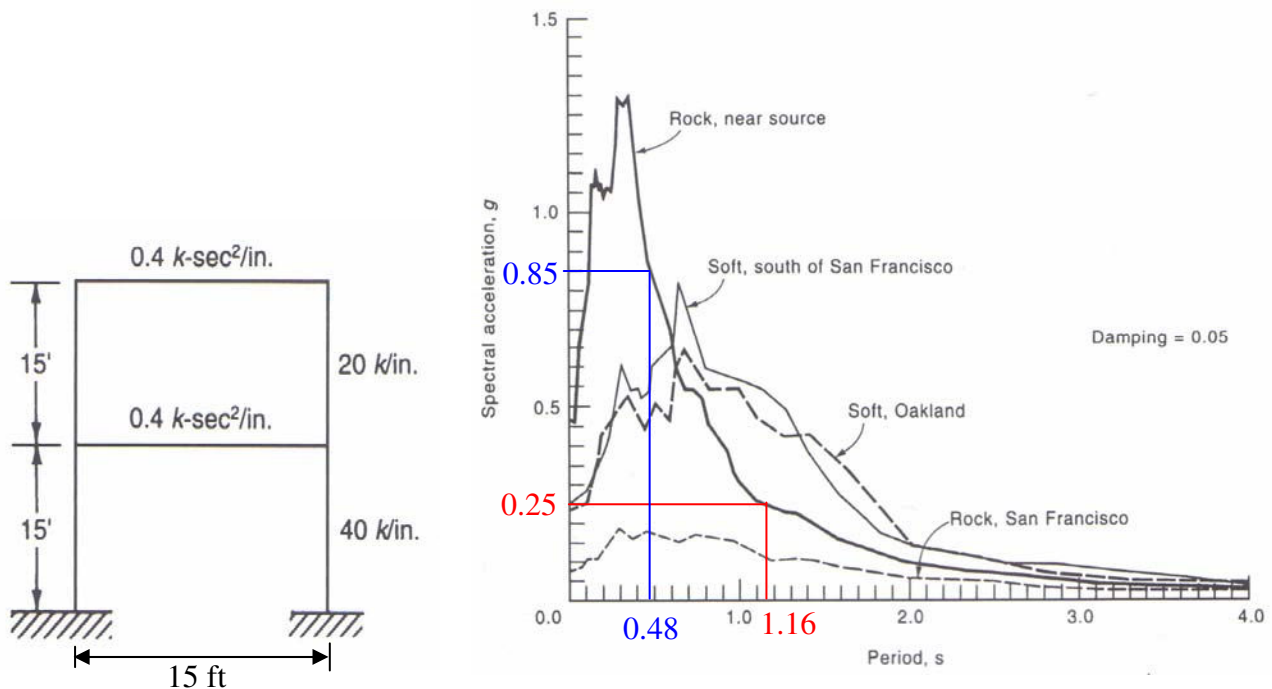 0.4 k-sec²/in.
15'
20 k/in.
0.4 k-sec²/in.
15'
40 k/in.
15 ft
1.5
Rock, near source
1.0
Spectral acceleration, g
0.85
Soft, south of San Francisco
Damping = 0.05
0.5
Soft, Oakland
0.25
Rock, San Francisco
0.0
0.48
1.0
1.16
2.0
3.0
4.0
Period, s